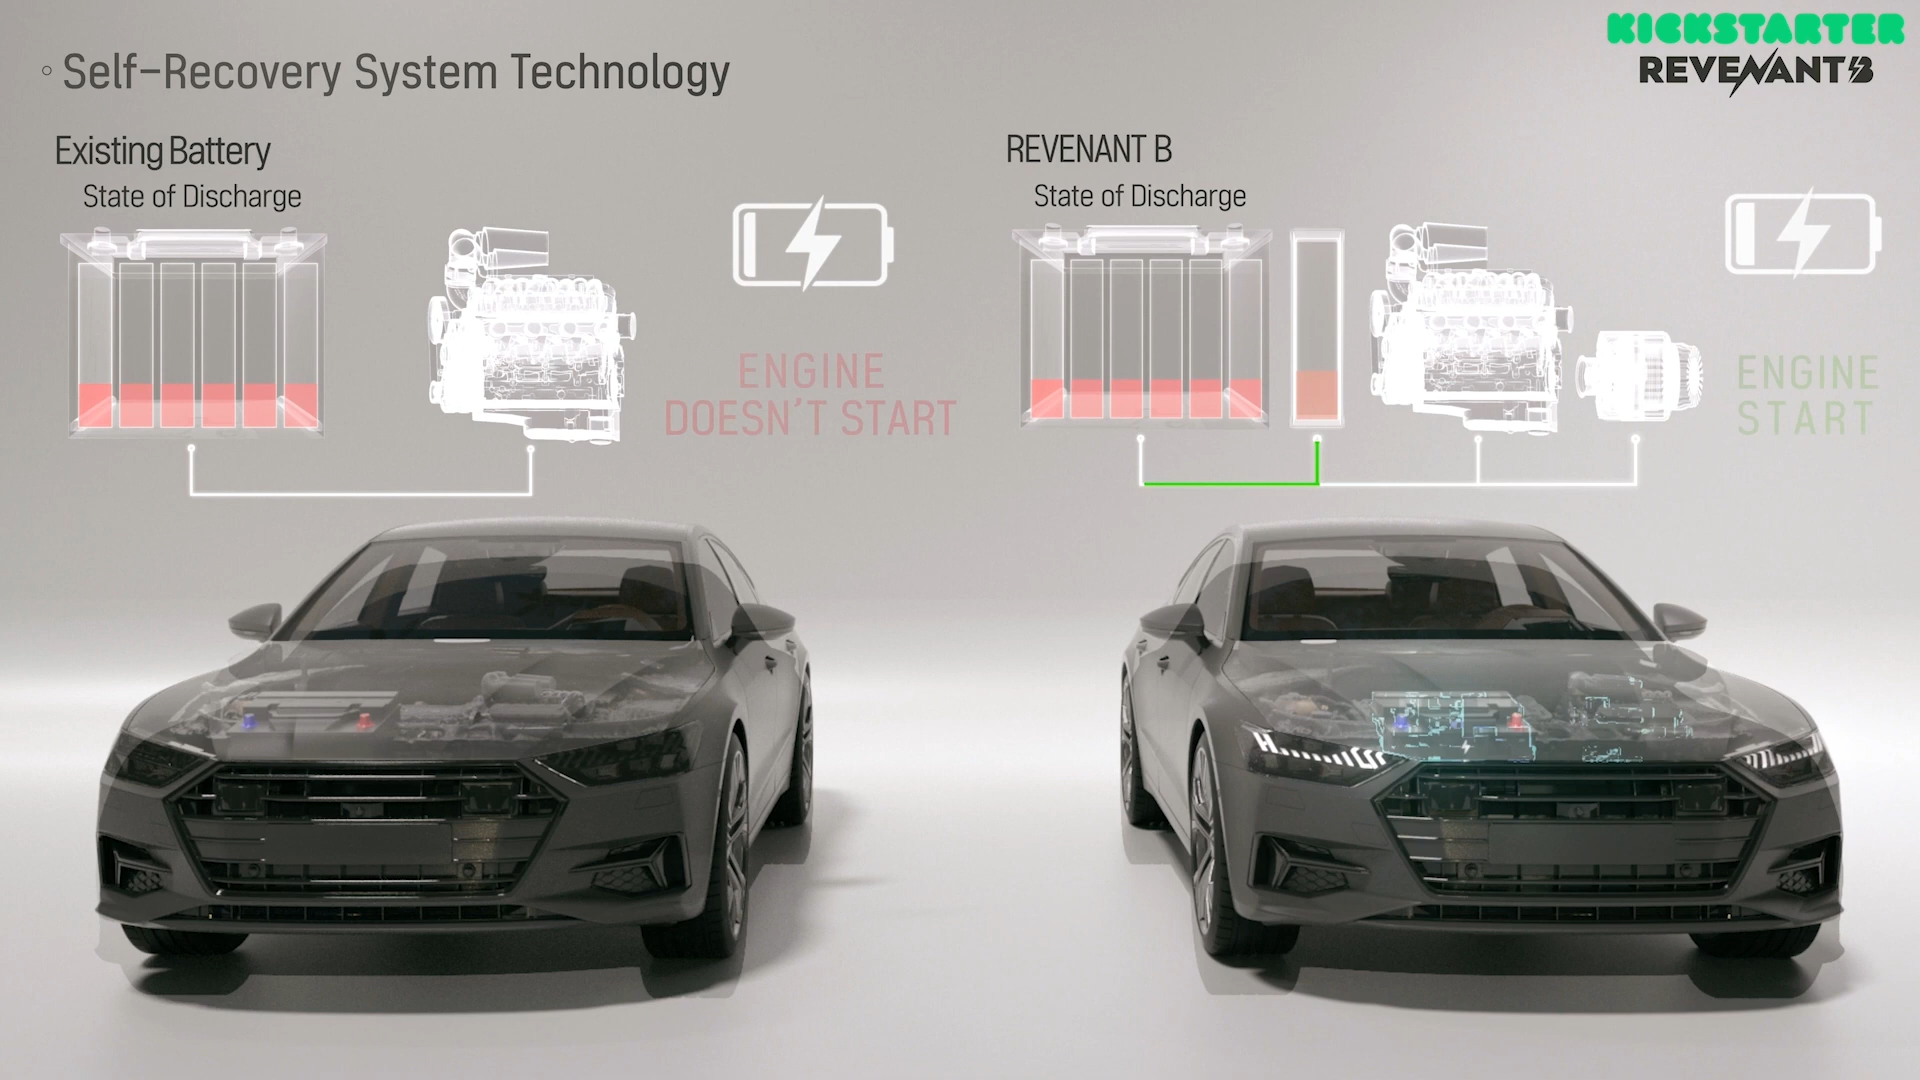 KICKSTARTER
REVENANT B
Self-Recovery System Technology
Existing Battery
State of Discharge
ENGINE
DOESN'T START
REVENANT B
State of Discharge
ENGINE
START